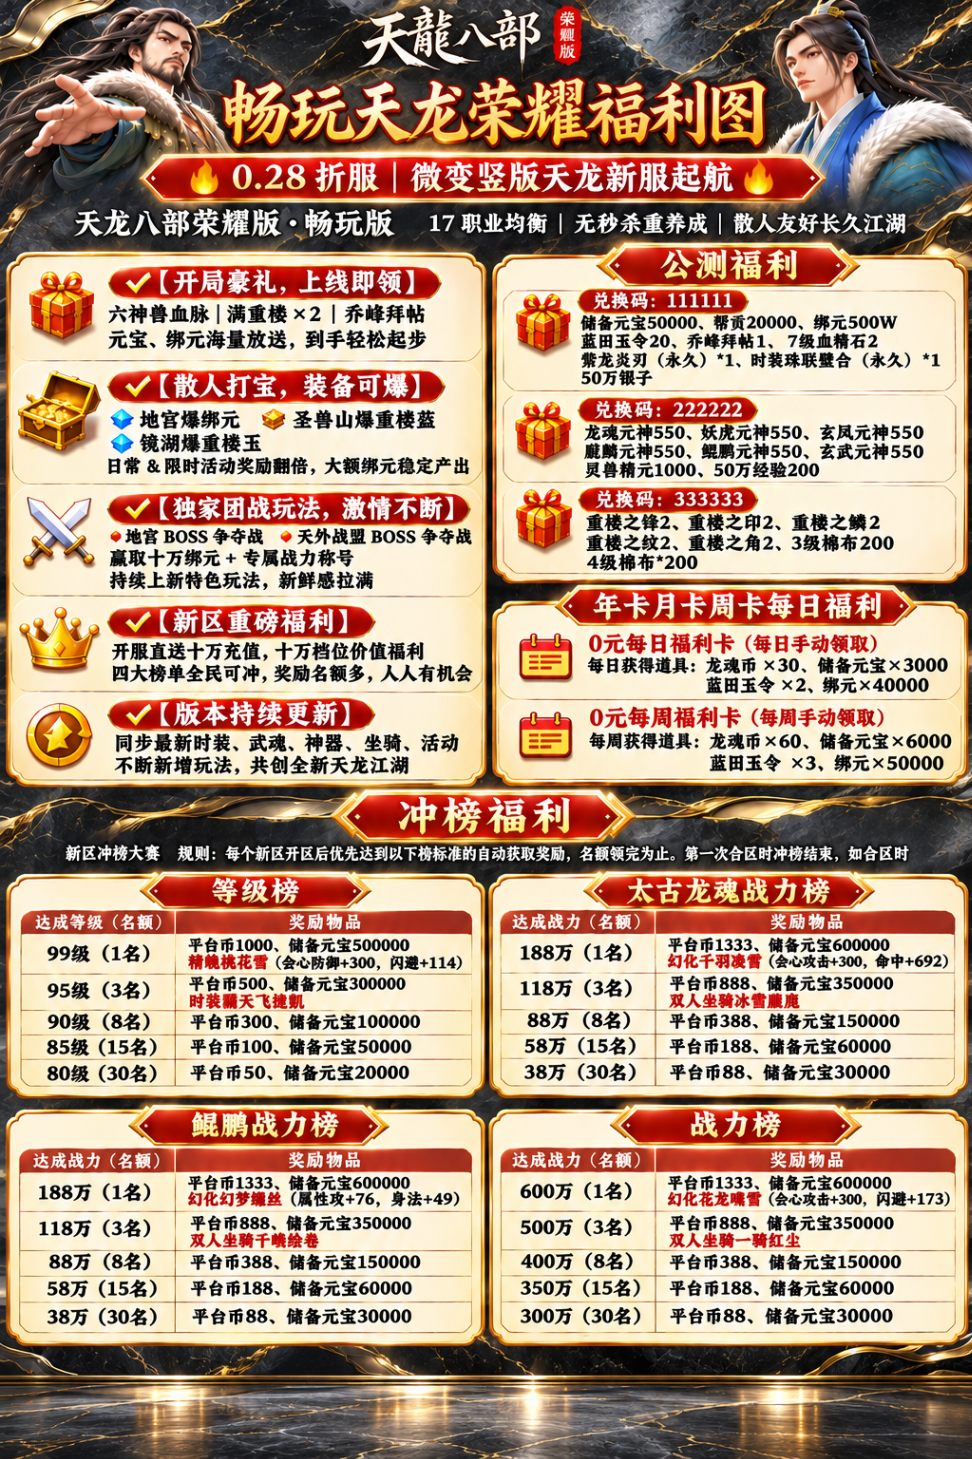 天龍八部
荣耀版
畅玩天龙荣耀福利图
0.28 折服｜微变竖版天龙新服起航
天龙八部荣耀版·畅玩版 17 职业均衡｜无秒杀重养成｜散人友好长久江湖
【开局豪礼，上线即领】
六神兽血脉｜满重楼×2｜乔峰拜帖
元宝、绑元海量放送，到手轻松起步
【散人打宝，装备可爆】
地宫爆绑元 圣兽山爆重楼蓝
镜湖爆重楼玉
日常 & 限时活动奖励翻倍，大额绑元稳定产出
【独家团战玩法，激情不断】
地宫 BOSS 争夺战 天外战盟 BOSS 争夺战
赢取十万绑元 + 专属战力称号
持续上新特色玩法，新鲜感拉满
【新区重磅福利】
开服直送十万充值，十万档位价值福利
四大榜单全民可冲，奖励名额多，人人有机会
【版本持续更新】
同步最新时装、武魂、神器、坐骑、活动
不断新增玩法，共创全新天龙江湖
公测福利
兑换码：111111
储备元宝50000、帮贡20000、绑元500W
蓝田玉令20、乔峰拜帖1、7级血精石2
紫龙炎刃（永久）*1、时装珠联璧合（永久）*1
50万银子
兑换码：222222
龙魂元神550、妖虎元神550、玄凤元神550
麒麟元神550、鲲鹏元神550、玄武元神550
灵兽精元1000、50万经验200
兑换码：333333
重楼之锋2、重楼之印2、重楼之鳞2
重楼之纹2、重楼之角2、3级棉布200
4级棉布*200
年卡月卡周卡每日福利
0元每日福利卡（每日手动领取）
每日获得道具：龙魂币×30、储备元宝×3000
蓝田玉令×2、绑元×40000
0元每周福利卡（每周手动领取）
每周获得道具：龙魂币×60、储备元宝×6000
蓝田玉令 ×3、绑元×50000
冲榜福利
新区冲榜大赛 规则：每个新区开区后优先达到以下榜标准的自动获取奖励，名额领完为止。第一次合区时冲榜结束，如合区时
等级榜
达成等级（名额） 奖励物品
99级（1名） 平台币1000、储备元宝500000
精魄桃花雪（会心防御+300，闪避+114）
95级（3名） 平台币500、储备元宝300000
时装霸天飞
90级（8名） 平台币300、储备元宝100000
85级（15名） 平台币100、储备元宝50000
80级（30名） 平台币50、储备元宝20000
太古龙魂战力榜
达成战力（名额） 奖励物品
188万（1名） 平台币1333、储备元宝600000
幻化千羽凌雪（会心攻击+300，命中+692）
118万（3名） 平台币888、储备元宝350000
双人坐骑冰雪
88万（8名） 平台币388、储备元宝150000
58万（15名） 平台币188、储备元宝60000
38万（30名） 平台币88、储备元宝30000
鲲鹏战力榜
达成战力（名额） 奖励物品
188万（1名） 平台币1333、储备元宝600000
幻化幻梦缠丝（属性攻+76，身法+49）
118万（3名） 平台币888、储备元宝350000
双人坐骑千峨绘卷
88万（8名） 平台币388、储备元宝150000
58万（15名） 平台币188、储备元宝60000
38万（30名） 平台币88、储备元宝30000
战力榜
达成战力（名额） 奖励物品
600万（1名） 平台币1333、储备元宝600000
幻化花龙啸雪（会心攻击+300，闪避+173）
500万（3名） 平台币888、储备元宝350000
双人坐骑一骑红尘
400万（8名） 平台币388、储备元宝150000
350万（15名） 平台币188、储备元宝60000
300万（30名） 平台币88、储备元宝30000